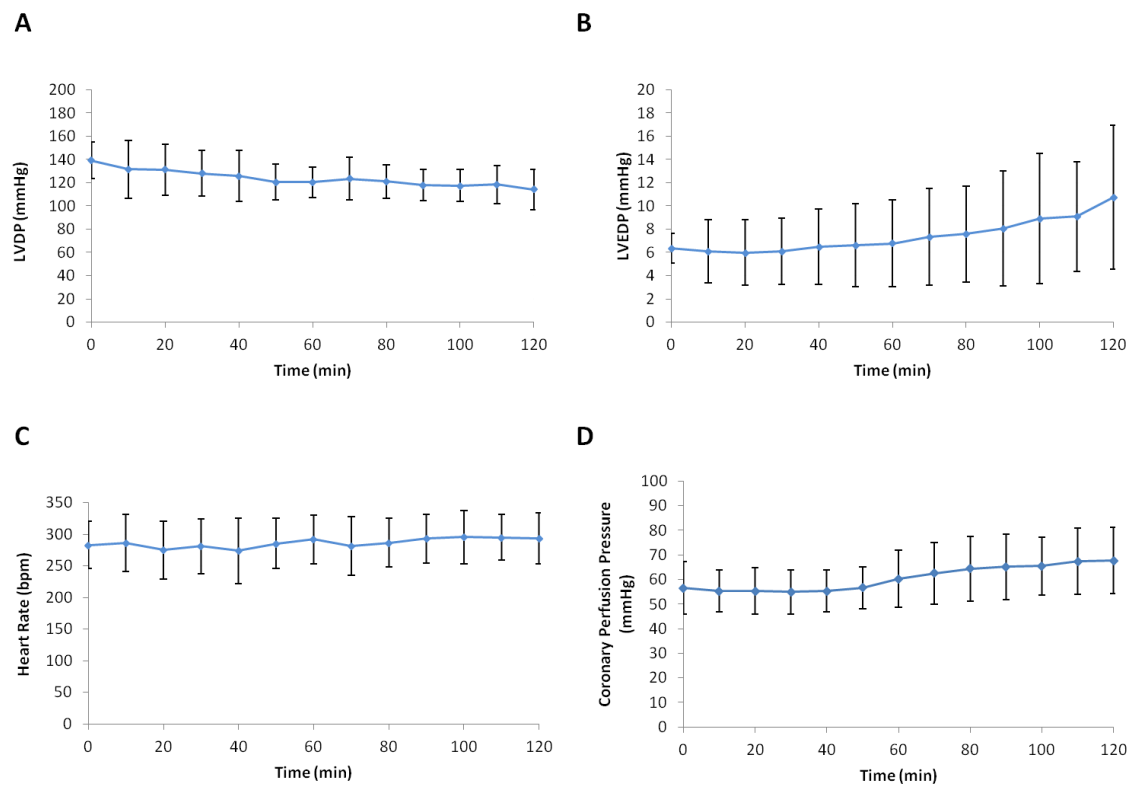 A
200
180
160
140
120
100
80
60
40
20
0
LVDP (mmHg)
0 20 40 60 80 100 120
Time (min)
B
20
18
16
14
12
10
8
6
4
2
0
LVEDP (mmHg)
0 20 40 60 80 100 120
Time (min)
C
350
300
250
200
150
100
50
0
Heart Rate (bpm)
0 20 40 60 80 100 120
Time (min)
D
100
90
80
70
60
50
40
30
20
10
0
Coronary Perfusion Pressure
(mmHg)
0 20 40 60 80 100 120
Time (min)